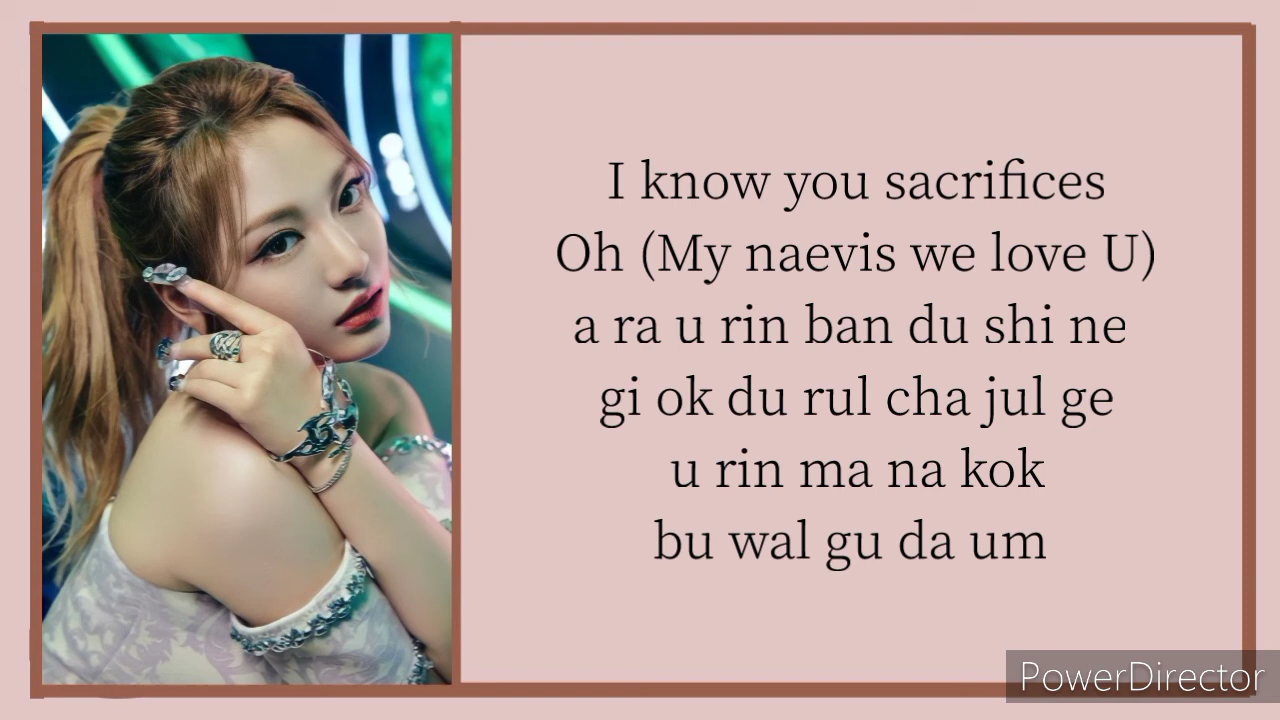 I know you sacrifices
Oh (My naevis we love U)
a ra u rin ban du shi ne
gi ok du rul cha jul ge
u rin ma na kok
bu wal gu da um
PowerDirector